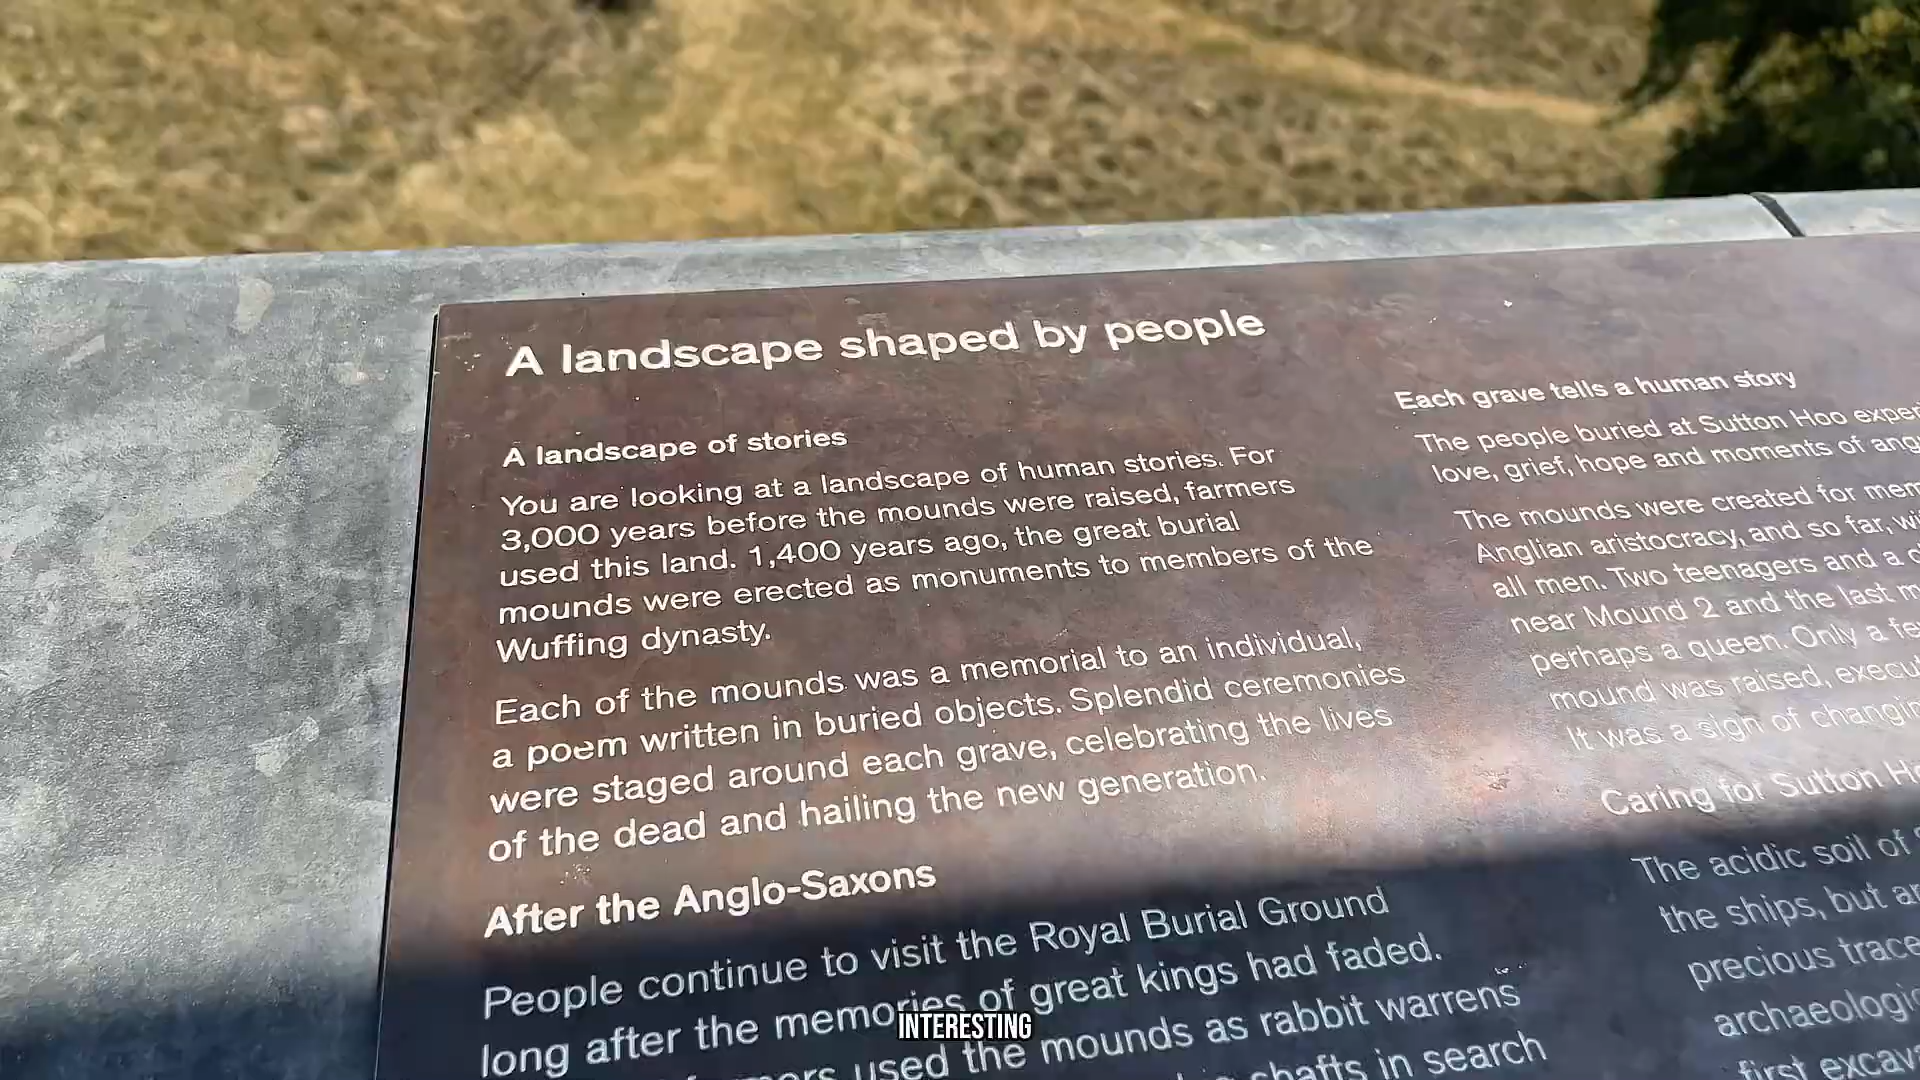 A landscape shaped by people
A landscape of stories
You are looking at a landscape of human stories. For
3,000 years before the mounds were raised, farmers
used this land. 1,400 years ago, the great burial
mounds were erected as monuments to members of the
Wuffing dynasty.
Each of the mounds was a memorial to an individual,
a poem written in buried objects. Splendid ceremonies
were staged around each grave, celebrating the lives
of the dead and hailing the new generation.
After the Anglo-Saxons
People continue to visit the Royal Burial Ground
long after the memories of great kings had faded.
used the mounds as rabbit warrens
shafts in search
Each grave tells a human story
The people buried at Sutton Hoo
love, grief, hope and moments of
The mounds were created for
Anglian aristocracy, and so far,
all men. Two teenagers and a
near Mound 2 and the last
perhaps a queen. Only a
mound was raised,
It was a sign of
Caring for Sutton
The acidic soil of
the ships, but
precious
first
INTERESTING